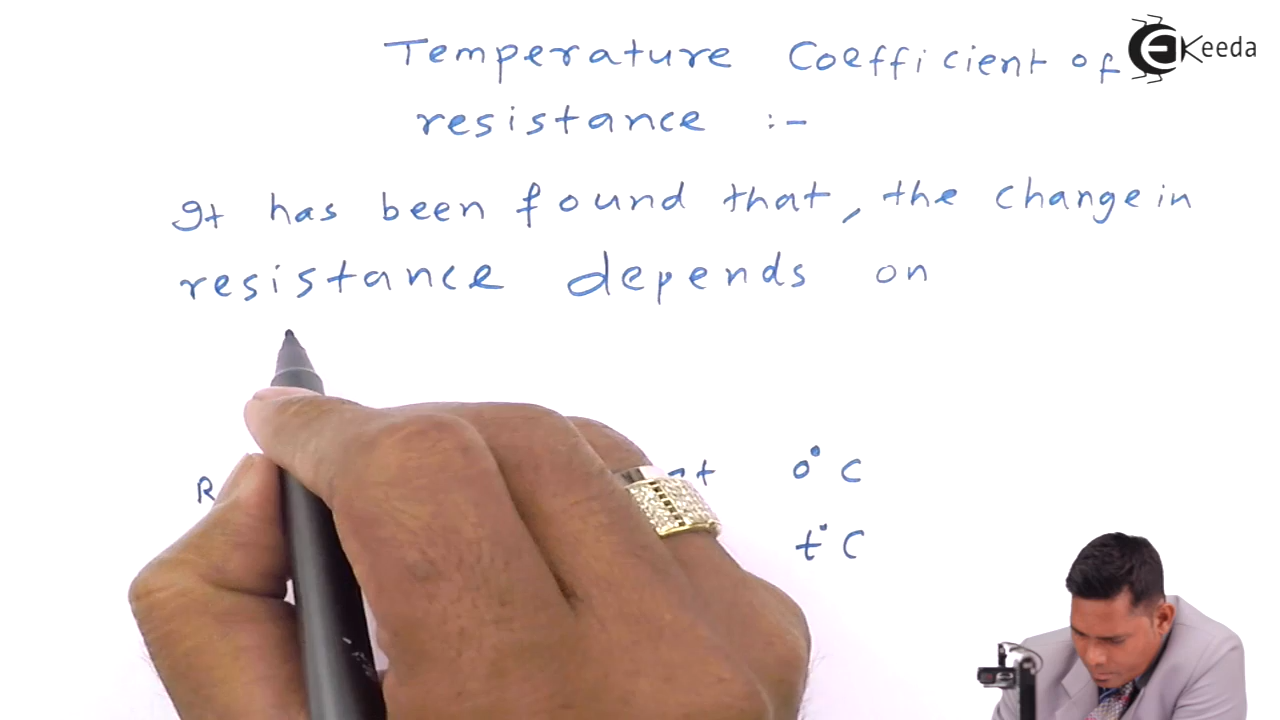 Temperature Coefficient of
Keeda
resistance :-
It has been found that, the change in
resistance depends on
R 0° C
t° C